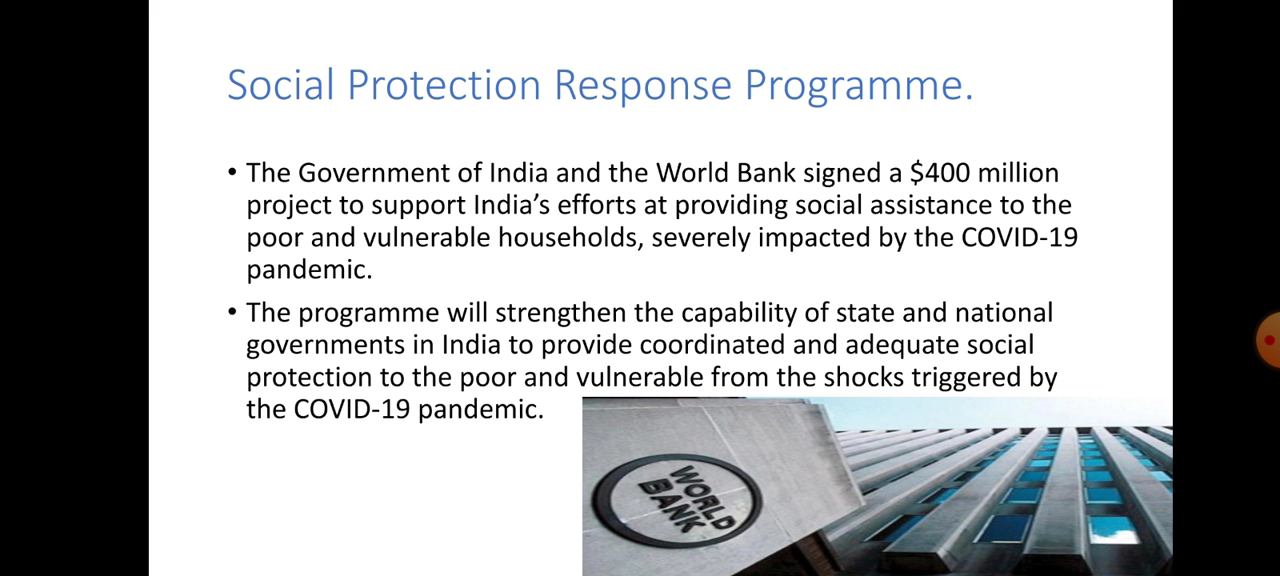 Social Protection Response Programme.
• The Government of India and the World Bank signed a $400 million
project to support India’s efforts at providing social assistance to the
poor and vulnerable households, severely impacted by the COVID-19
pandemic.
• The programme will strengthen the capability of state and national
governments in India to provide coordinated and adequate social
protection to the poor and vulnerable from the shocks triggered by
the COVID-19 pandemic.
WORLD
BANK